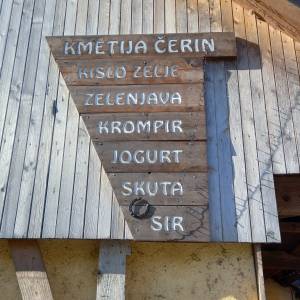 KMETIJA ČERIN
KISLO ZELJE
ZELENJAVA
KROMPIR
JOGURT
SKUTA
SIR